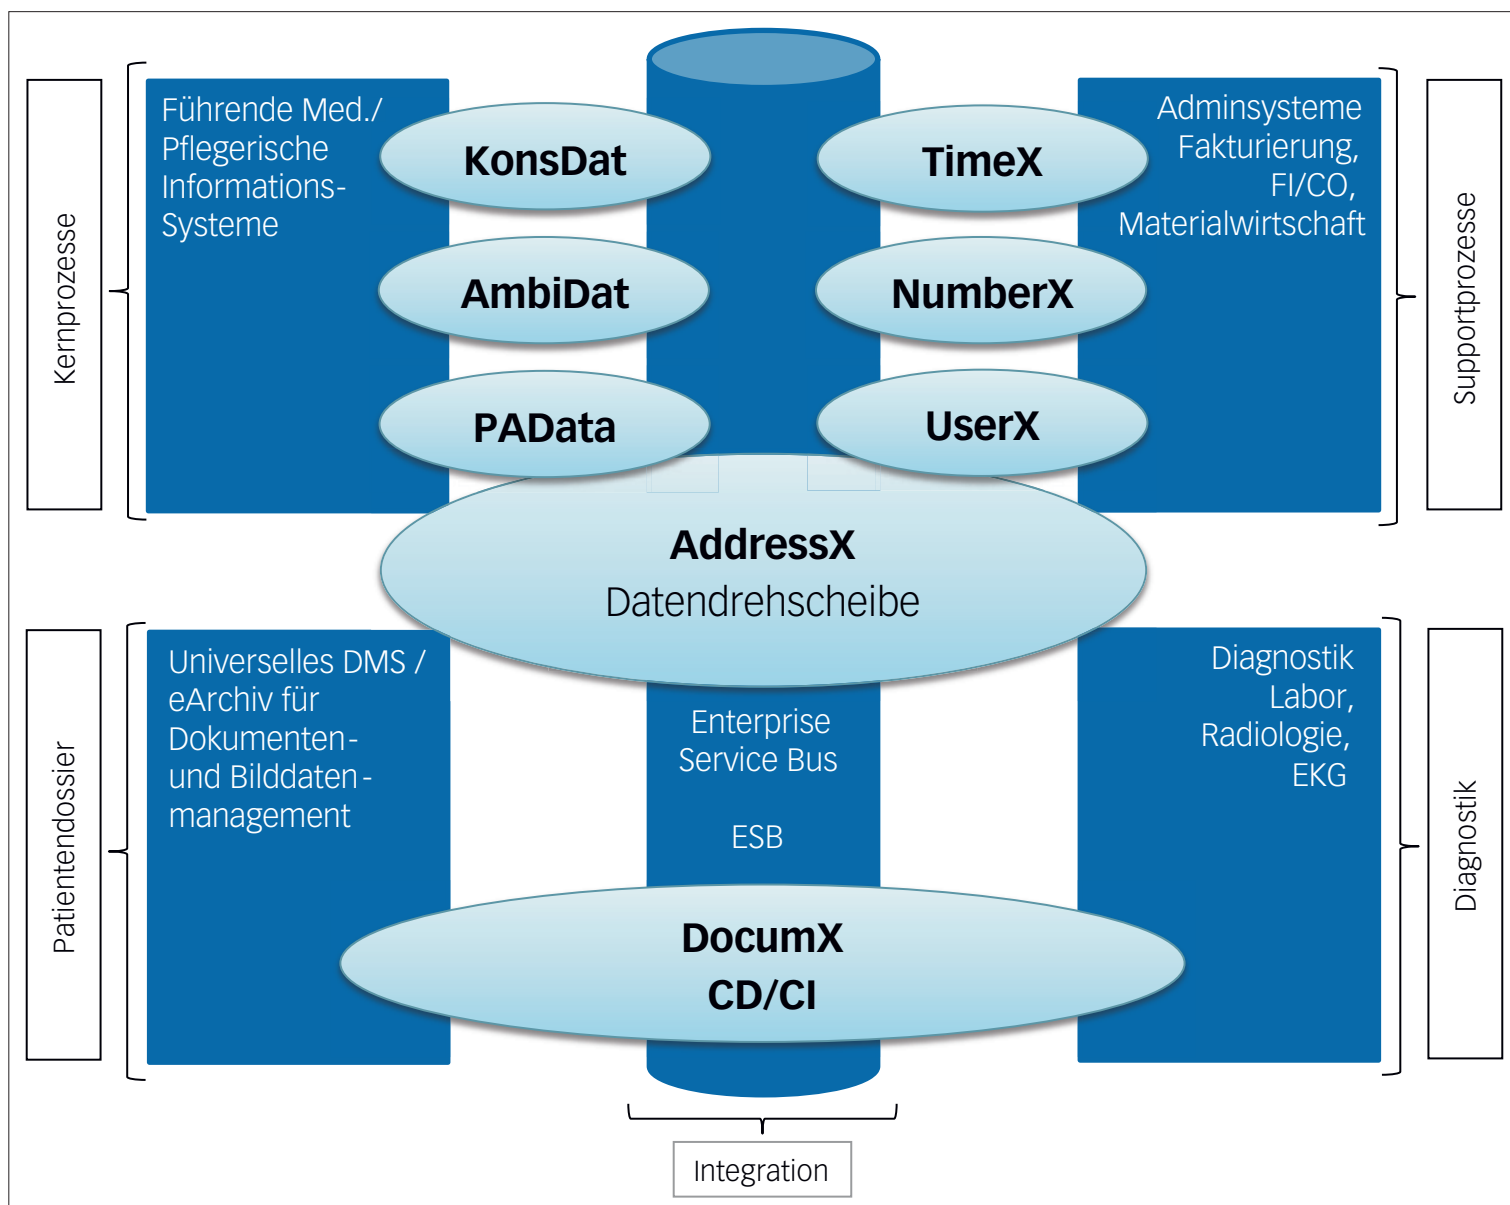 Kernprozesse
Führende Med./
Pflegerische
Informations-
Systeme
KonsDat
AmbiDat
PAData
TimeX
NumberX
UserX
Adminsysteme
Fakturierung,
FI/CO,
Materialwirtschaft
Supportprozesse
AddressX
Datendrehscheibe
Patientendossier
Universelles DMS /
eArchiv für
Dokumenten-
und Bilddaten-
management
Enterprise
Service Bus
ESB
Diagnostik
Labor,
Radiologie,
EKG
Diagnostik
DocumX
CD/CI
Integration